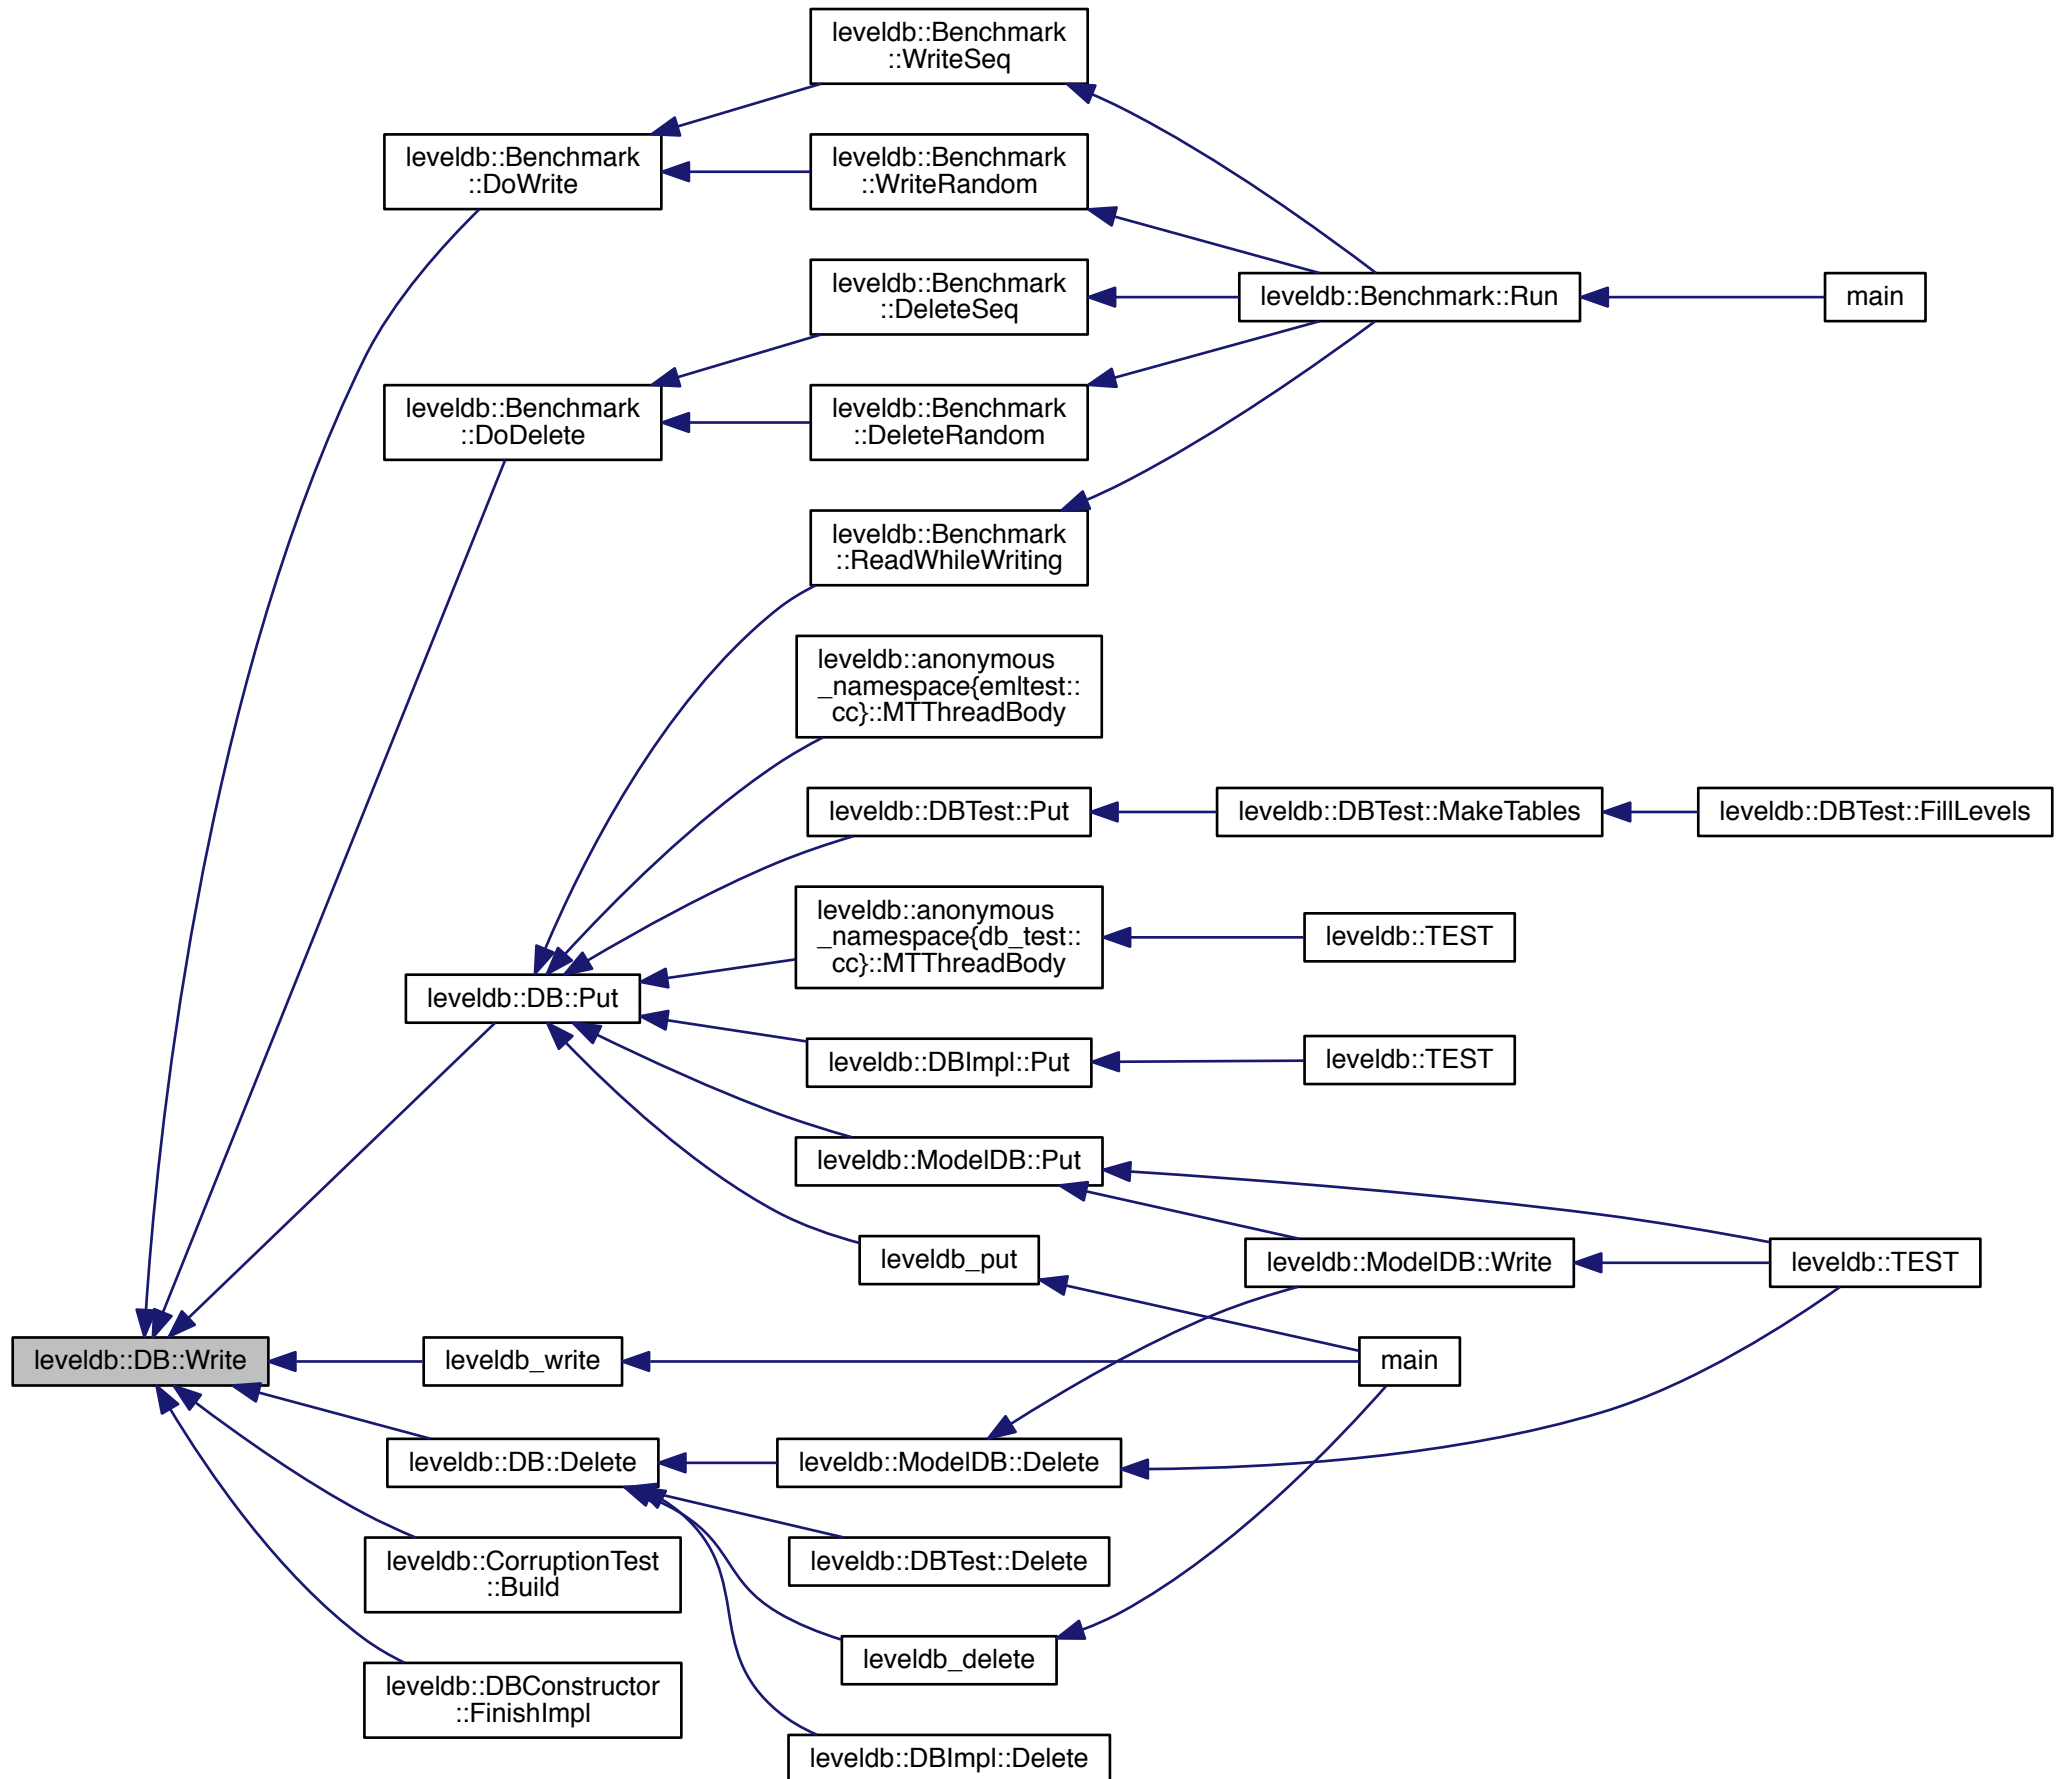 leveldb::Benchmark
::WriteSeq
leveldb::Benchmark
::DoWrite
leveldb::Benchmark
::WriteRandom
leveldb::Benchmark
::DeleteSeq
leveldb::Benchmark::Run
main
leveldb::Benchmark
::DoDelete
leveldb::Benchmark
::DeleteRandom
leveldb::Benchmark
::ReadWhileWriting
leveldb::anonymous
_namespace{emltest::
cc}::MTThreadBody
leveldb::DBTest::Put
leveldb::DBTest::MakeTables
leveldb::DBTest::FillLevels
leveldb::anonymous
_namespace{db_test::
cc}::MTThreadBody
leveldb::TEST
leveldb::DB::Put
leveldb::DBImpl::Put
leveldb::TEST
leveldb::ModelDB::Put
leveldb_put
leveldb::ModelDB::Write
leveldb::TEST
leveldb::DB::Write
leveldb_write
main
leveldb::DB::Delete
leveldb::ModelDB::Delete
leveldb::CorruptionTest
::Build
leveldb::DBTest::Delete
leveldb_delete
leveldb::DBConstructor
::FinishImpl
leveldb::DBImpl::Delete